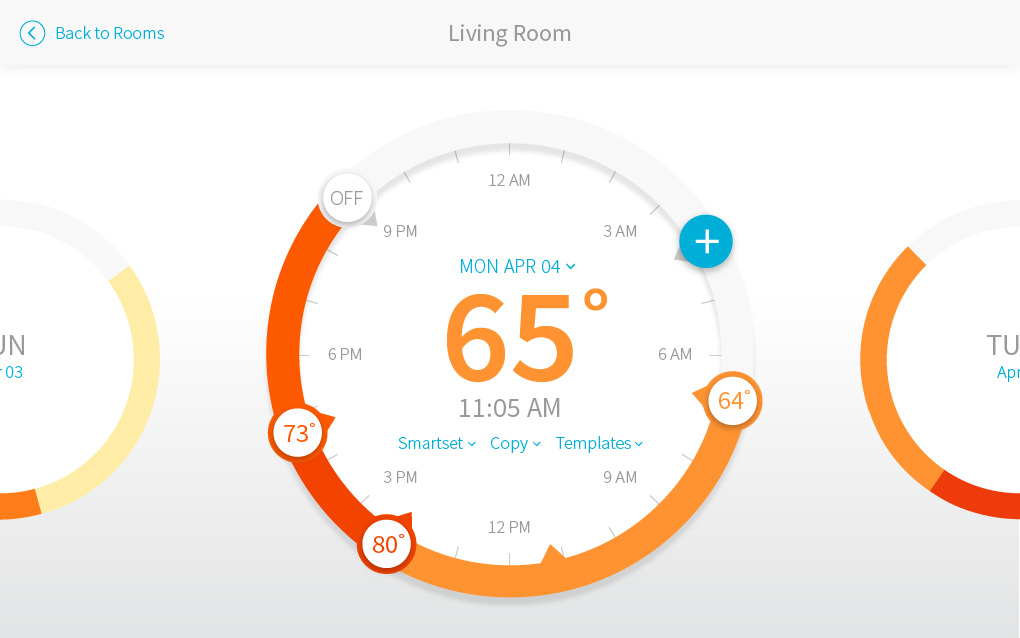 Back to Rooms
Living Room
12 AM
OFF
9 PM
3 AM
+
MON APR 04
65°
UN
03
6 PM
6 AM
TU
Apr
64°
11:05 AM
73°
Smartset Copy Templates
3 PM
9 AM
12 PM
80°